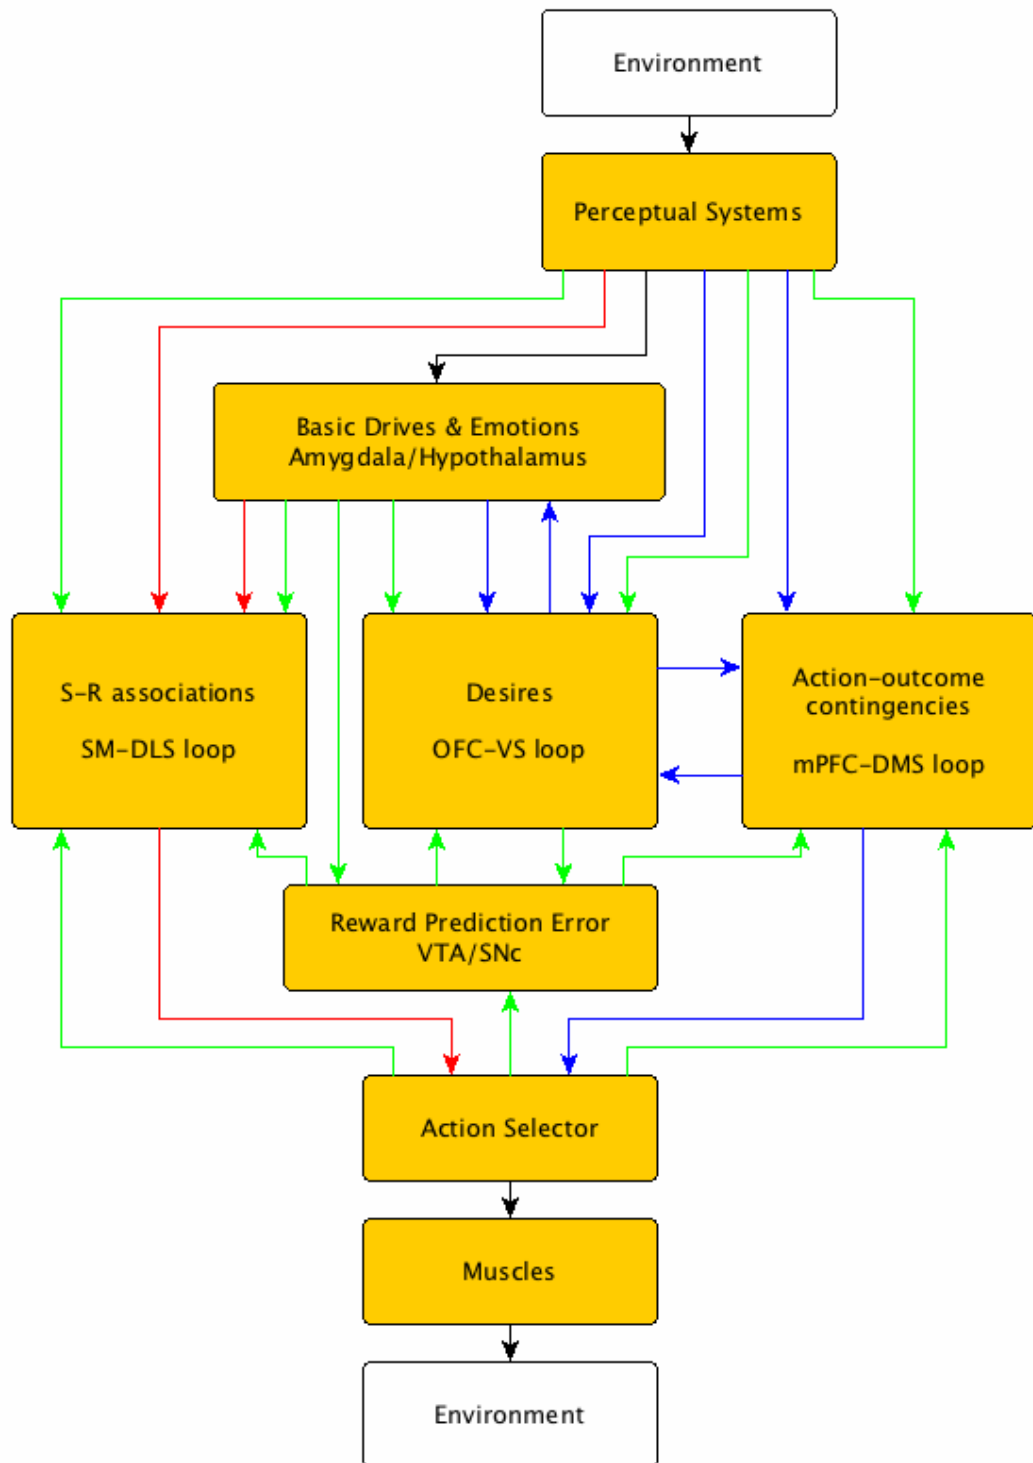 Environment
Perceptual Systems
Basic Drives & Emotions
Amygdala/Hypothalamus
S-R associations
SM-DLS loop
Desires
OFC-VS loop
Action-outcome
contingencies
mPFC-DMS loop
Reward Prediction Error
VTA/SNc
Action Selector
Muscles
Environment